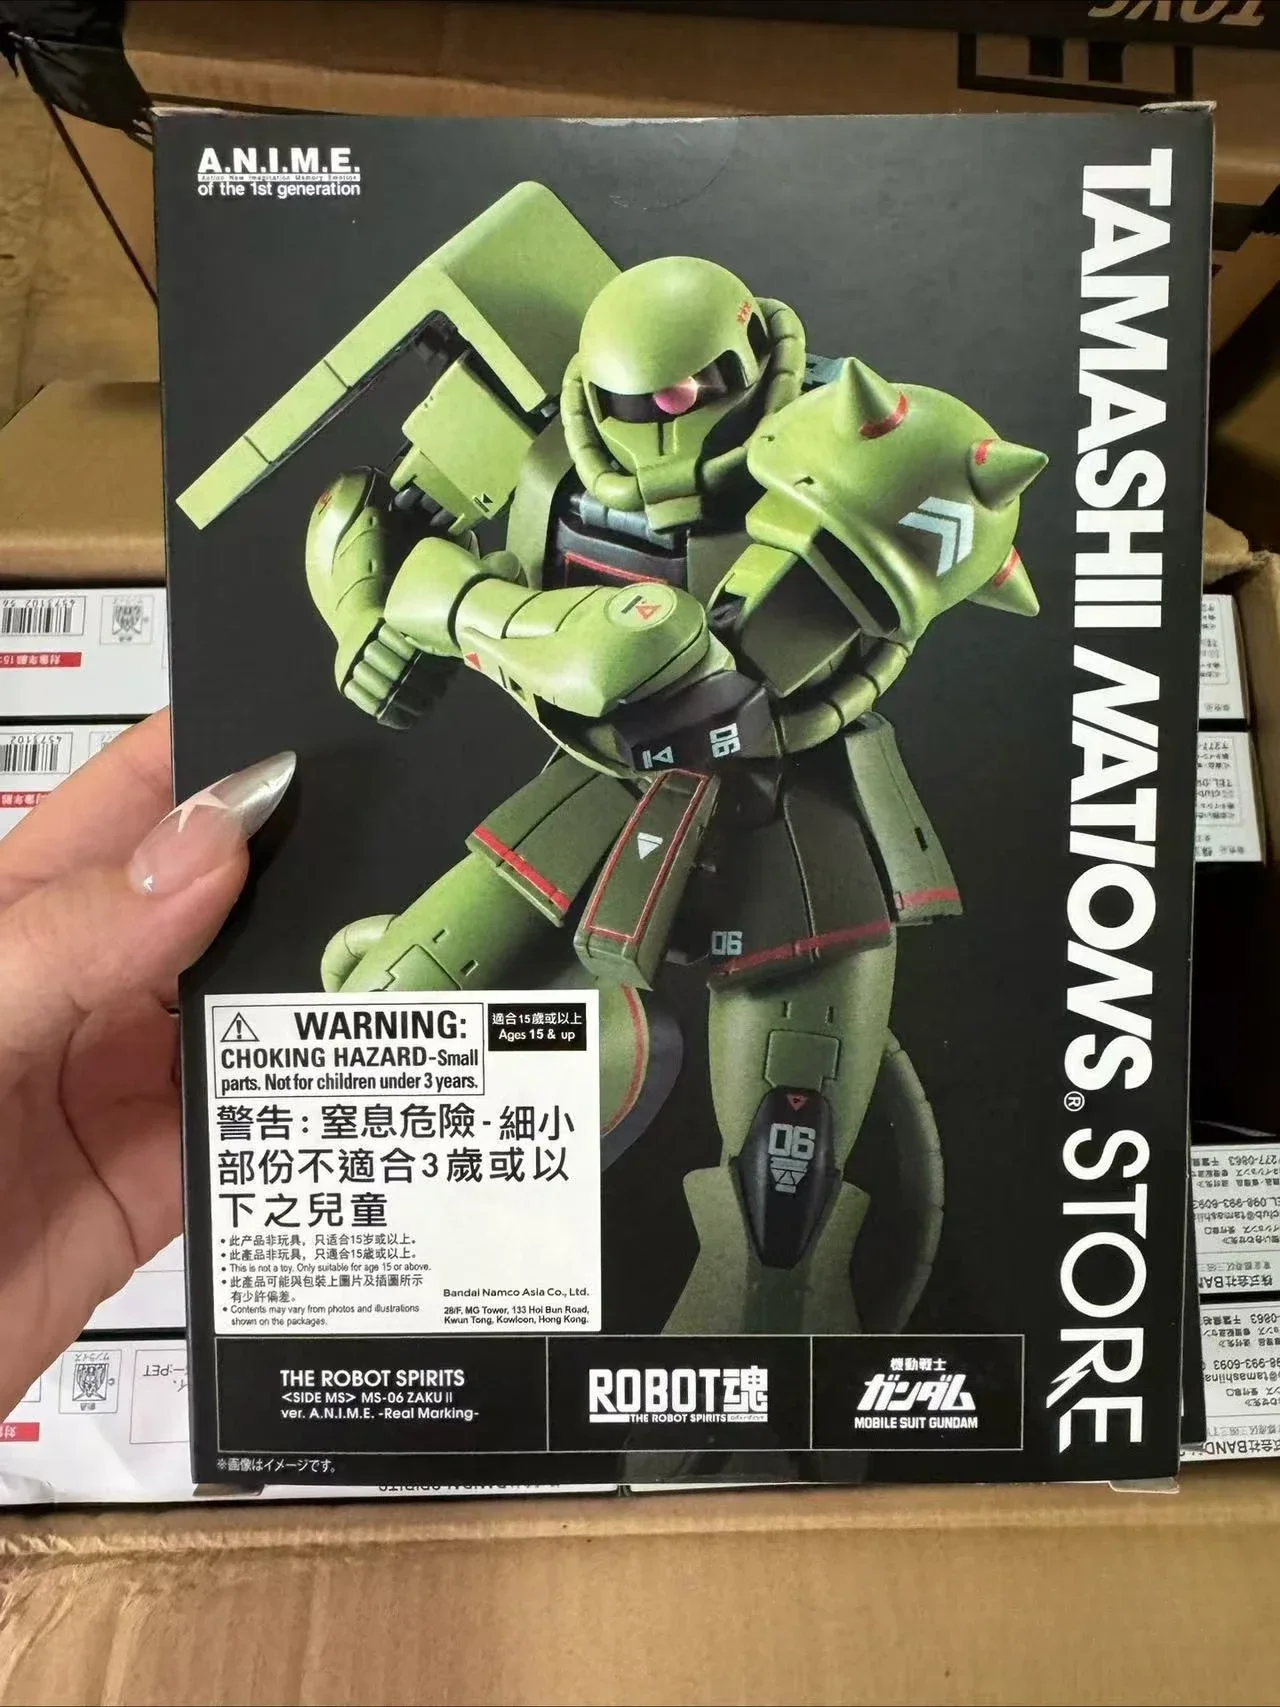 TOYS
A.N.I.M.E.
Action New Imagination Memory Emotion
of the 1st generation
TAMASHII NATIONS® STORE
06
06
06
WARNING:
CHOKING HAZARD-Small
parts. Not for children under 3 years.
適合15歲或以上
Ages 15 & up
警告:窒息危險-細小
部份不適合3歲或以
下之兒童
• 此产品非玩具，只适合15岁或以上。
• 此產品非玩具，只適合15歲或以上。
• This is not a toy. Only suitable for age 15 or above.
• 此產品可能與包裝上圖片及插圖所示
有少許偏差。
• Contents may vary from photos and illustrations
shown on the packages.
Bandai Namco Asia Co., Ltd.
28/F, MG Tower, 133 Hoi Bun Road,
Kwun Tong, Kowloon, Hong Kong.
THE ROBOT SPIRITS
<SIDE MS> MS-06 ZAKU II
ver. A.N.I.M.E. -Real Marking-
ROBOT魂
THE ROBOT SPIRITS
機動戦士
ガンダム
MOBILE SUIT GUNDAM
※画像はイメージです。
4573102
4573102